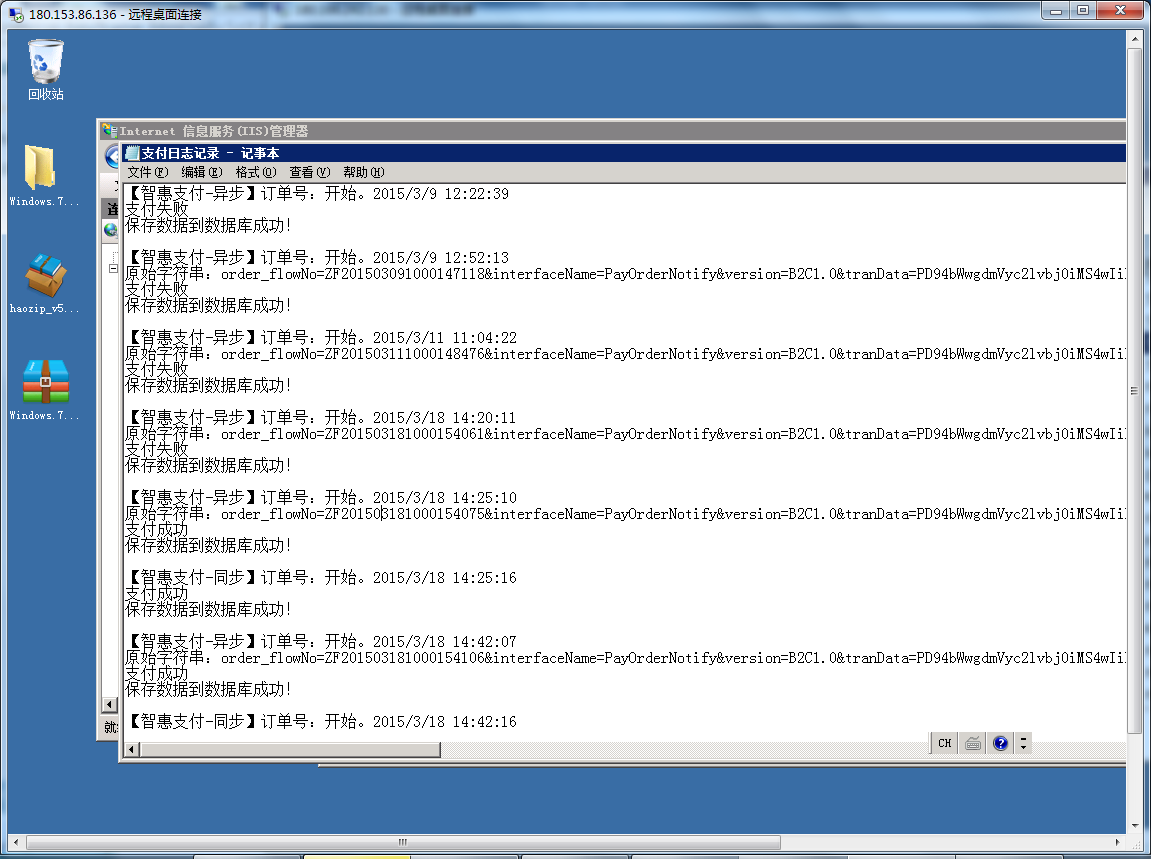 180.153.86.136 - 远程桌面连接
回收站
Windows.7...
haozip_v5...
Windows.7...
Internet 信息服务(IIS)管理器
支付日志记录 - 记事本
文件(F) 编辑(E) 格式(O) 查看(V) 帮助(H)
【智惠支付-异步】订单号：开始。2015/3/9 12:22:39
支付失败
保存数据到数据库成功!
【智惠支付-异步】订单号：开始。2015/3/9 12:52:13
原始字符串：order_flowNo=ZF201503091000147118&interfaceName=PayOrderNotify&version=B2C1.0&tranData=PD94bWwgdmVyc2lvbj0iMS4wIi
支付失败
保存数据到数据库成功!
【智惠支付-异步】订单号：开始。2015/3/11 11:04:22
原始字符串：order_flowNo=ZF201503111000148476&interfaceName=PayOrderNotify&version=B2C1.0&tranData=PD94bWwgdmVyc2lvbj0iMS4wIi
支付失败
保存数据到数据库成功!
【智惠支付-异步】订单号：开始。2015/3/18 14:20:11
原始字符串：order_flowNo=ZF201503181000154061&interfaceName=PayOrderNotify&version=B2C1.0&tranData=PD94bWwgdmVyc2lvbj0iMS4wIi
支付失败
保存数据到数据库成功!
【智惠支付-异步】订单号：开始。2015/3/18 14:25:10
原始字符串：order_flowNo=ZF201503181000154075&interfaceName=PayOrderNotify&version=B2C1.0&tranData=PD94bWwgdmVyc2lvbj0iMS4wIi
支付成功
保存数据到数据库成功!
【智惠支付-同步】订单号：开始。2015/3/18 14:25:16
支付成功
保存数据到数据库成功!
【智惠支付-异步】订单号：开始。2015/3/18 14:42:07
原始字符串：order_flowNo=ZF201503181000154106&interfaceName=PayOrderNotify&version=B2C1.0&tranData=PD94bWwgdmVyc2lvbj0iMS4wIi
支付成功
保存数据到数据库成功!
【智惠支付-同步】订单号：开始。2015/3/18 14:42:16
CH